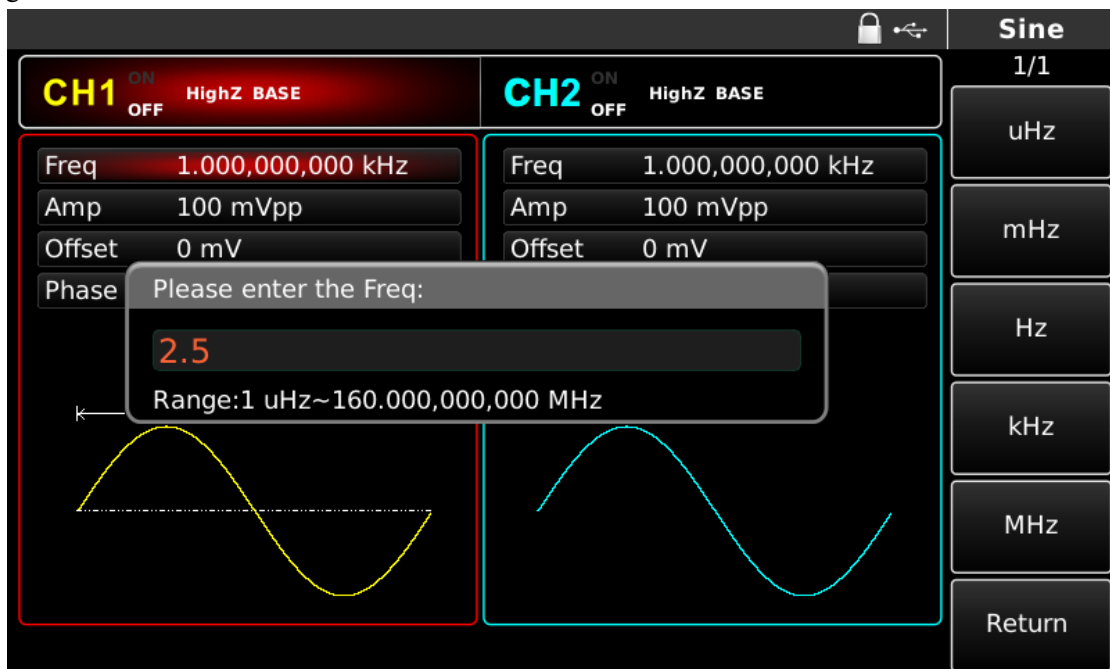 Sine
1/1
CH1 ON OFF HighZ BASE
CH2 ON OFF HighZ BASE
Freq 1.000,000,000 kHz
Amp 100 mVpp
Offset 0 mV
Phase
Freq 1.000,000,000 kHz
Amp 100 mVpp
Offset 0 mV
Please enter the Freq:
2.5
Range:1 uHz~160.000,000,000 MHz
uHz
mHz
Hz
kHz
MHz
Return